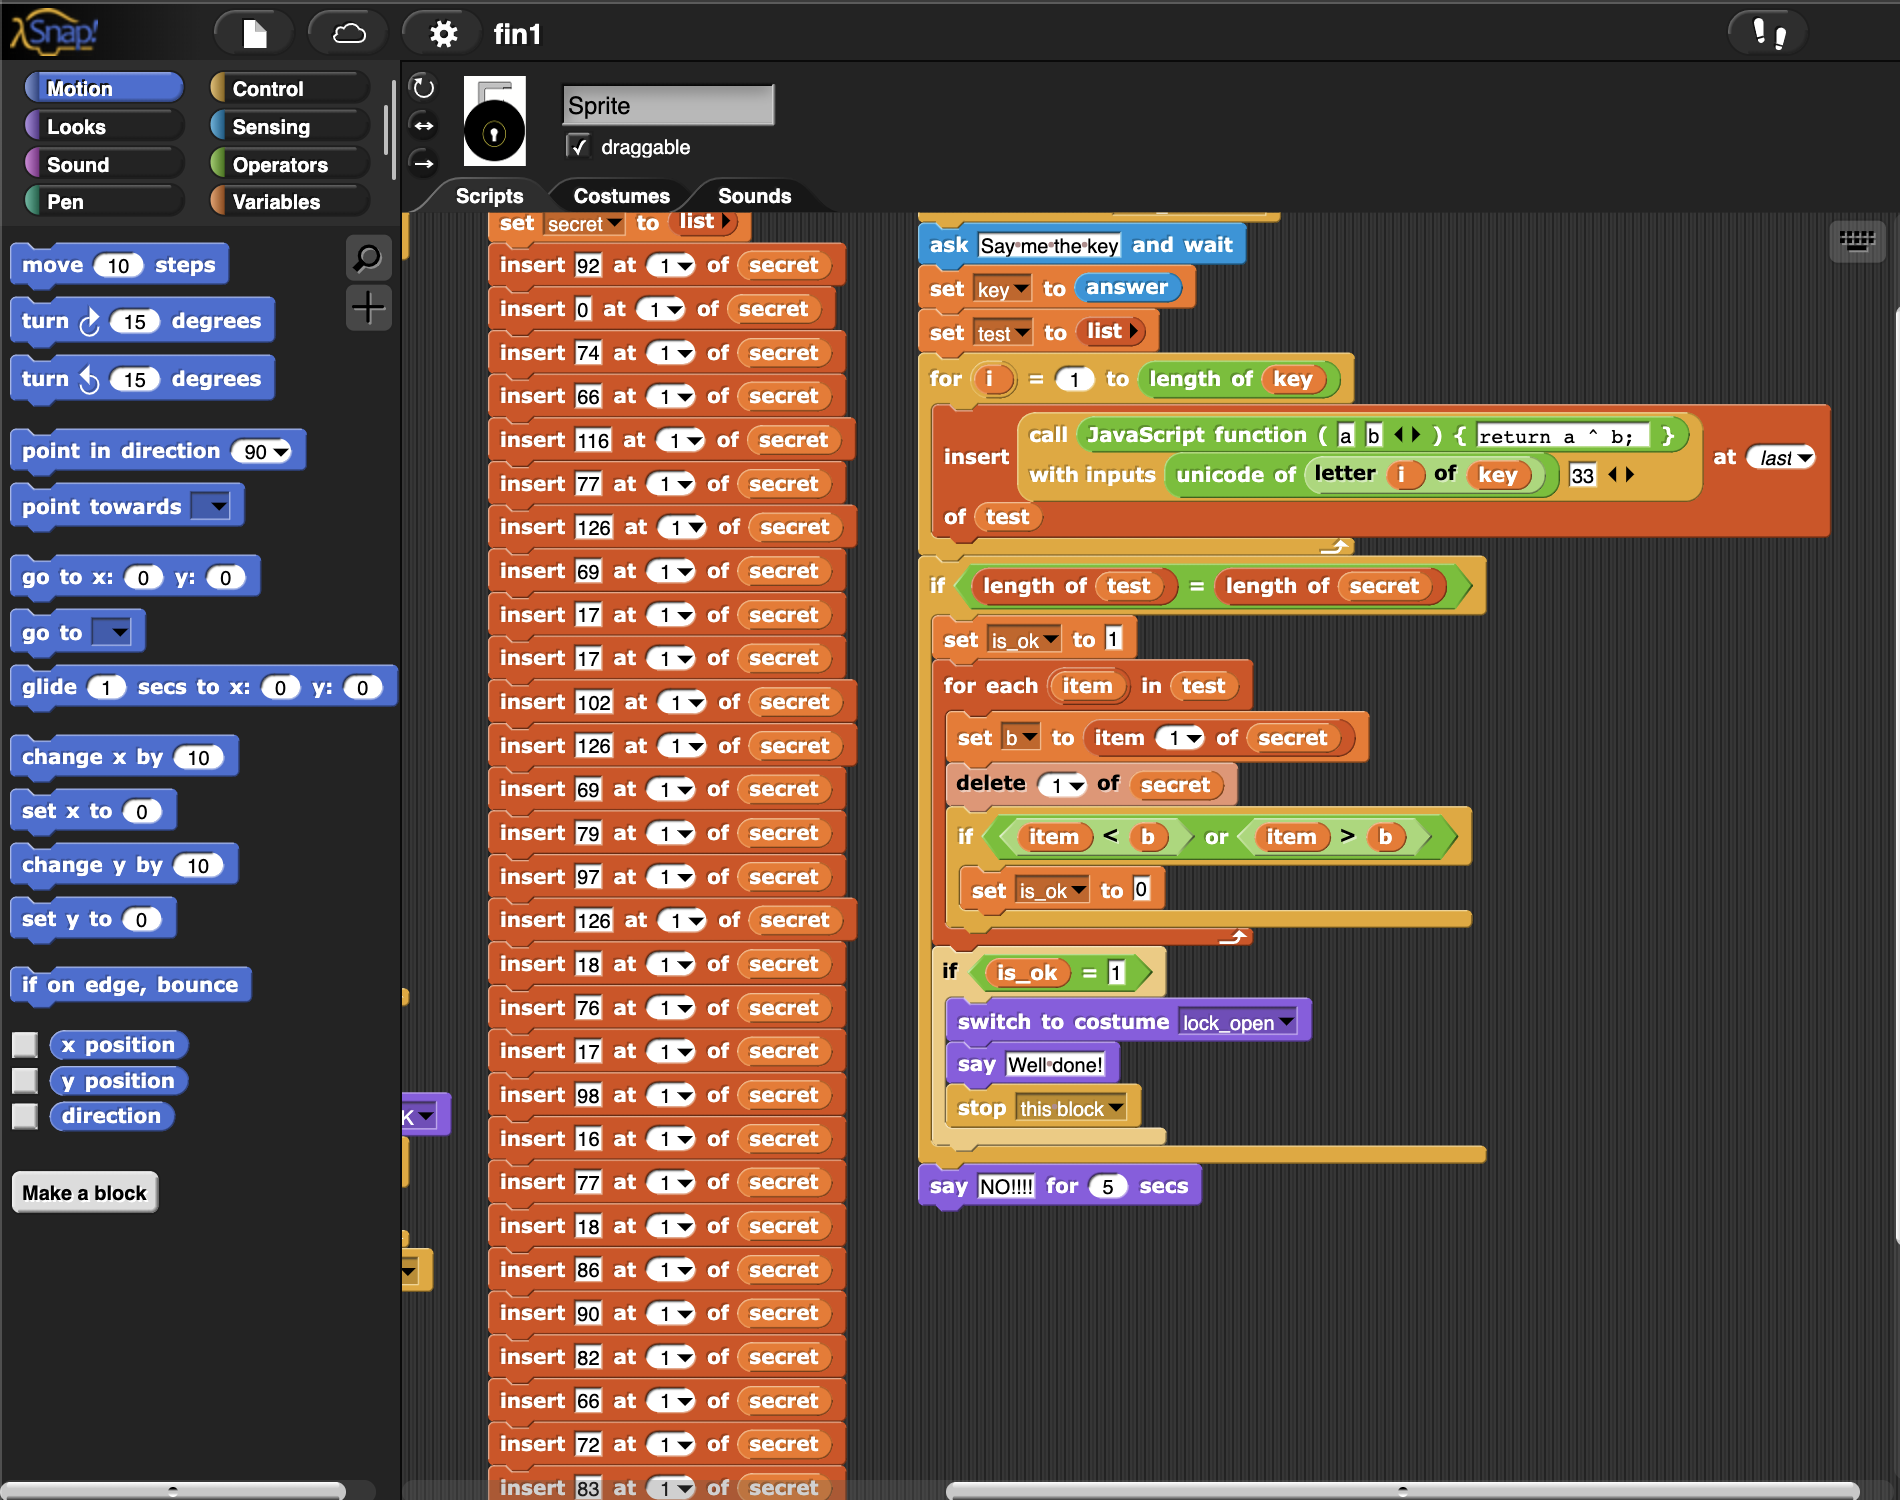 λSnap!
fin1
Motion
Control
Looks
Sensing
Sound
Operators
Pen
Variables
Sprite
draggable
Scripts
Costumes
Sounds
move 10 steps
turn 15 degrees
turn 15 degrees
point in direction 90
point towards
go to x: 0 y: 0
go to
glide 1 secs to x: 0 y: 0
change x by 10
set x to 0
change y by 10
set y to 0
if on edge, bounce
x position
y position
direction
Make a block
K
set secret to list
insert 92 at 1 of secret
insert 0 at 1 of secret
insert 74 at 1 of secret
insert 66 at 1 of secret
insert 116 at 1 of secret
insert 77 at 1 of secret
insert 126 at 1 of secret
insert 69 at 1 of secret
insert 17 at 1 of secret
insert 17 at 1 of secret
insert 102 at 1 of secret
insert 126 at 1 of secret
insert 69 at 1 of secret
insert 79 at 1 of secret
insert 97 at 1 of secret
insert 126 at 1 of secret
insert 18 at 1 of secret
insert 76 at 1 of secret
insert 17 at 1 of secret
insert 98 at 1 of secret
insert 16 at 1 of secret
insert 77 at 1 of secret
insert 18 at 1 of secret
insert 86 at 1 of secret
insert 90 at 1 of secret
insert 82 at 1 of secret
insert 66 at 1 of secret
insert 72 at 1 of secret
insert 83 at 1 of secret
ask Say•me•the•key and wait
set key to answer
set test to list
for i = 1 to length of key
call JavaScript function ( a b ) { return a ^ b; }
insert at last
with inputs unicode of letter i of key 33
of test
if length of test = length of secret
set is_ok to 1
for each item in test
set b to item 1 of secret
delete 1 of secret
if item < b or item > b
set is_ok to 0
if is_ok = 1
switch to costume lock_open
say Well•done!
stop this block
say NO!!!! for 5 secs